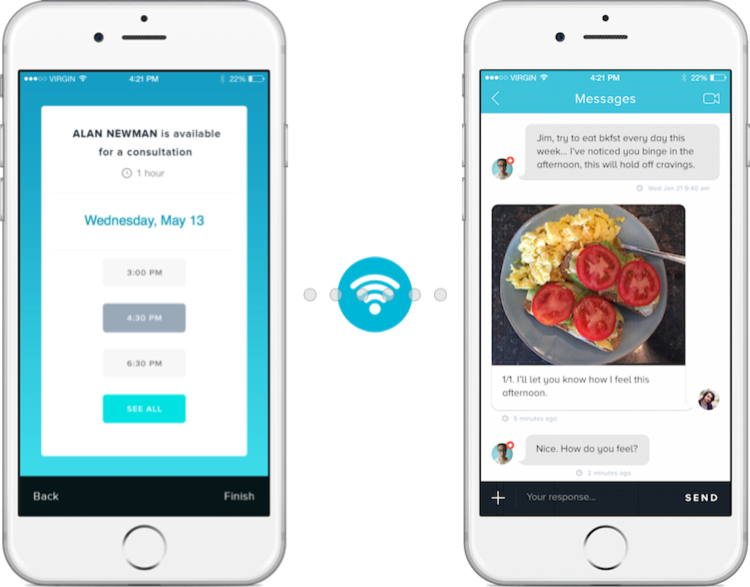 VIRGIN 4:21 PM 22%
ALAN NEWMAN is available
for a consultation
1 hour
Wednesday, May 13
3:00 PM
4:30 PM
6:30 PM
SEE ALL
Back Finish
VIRGIN 4:21 PM 22%
Messages
Jim, try to eat bkfst every day this
week... I've noticed you binge in the
afternoon, this will hold off cravings.
Wed Jan 21 9:40 am
1/1. I'll let you know how I feel this
afternoon.
5 minutes ago
Nice. How do you feel?
2 minutes ago
Your response... SEND